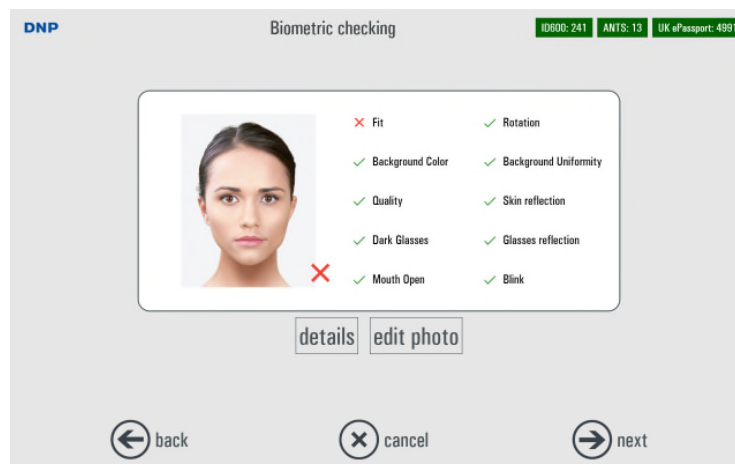 DNP Biometric checking ID600: 241 ANTS: 13 UK ePassport: 4991
Fit Rotation
Background Color Background Uniformity
Quality Skin reflection
Dark Glasses Glasses reflection
Mouth Open Blink
details edit photo
back cancel next